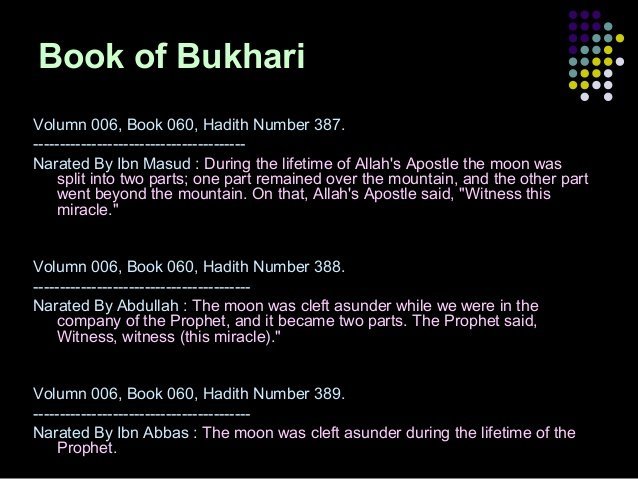 Book of Bukhari
Volumn 006, Book 060, Hadith Number 387.
----------------------------------------
Narated By Ibn Masud : During the lifetime of Allah's Apostle the moon was
split into two parts; one part remained over the mountain, and the other part
went beyond the mountain. On that, Allah's Apostle said, "Witness this
miracle."
Volumn 006, Book 060, Hadith Number 388.
-----------------------------------------
Narated By Abdullah : The moon was cleft asunder while we were in the
company of the Prophet, and it became two parts. The Prophet said,
Witness, witness (this miracle)."
Volumn 006, Book 060, Hadith Number 389.
-----------------------------------------
Narated By Ibn Abbas : The moon was cleft asunder during the lifetime of the
Prophet.